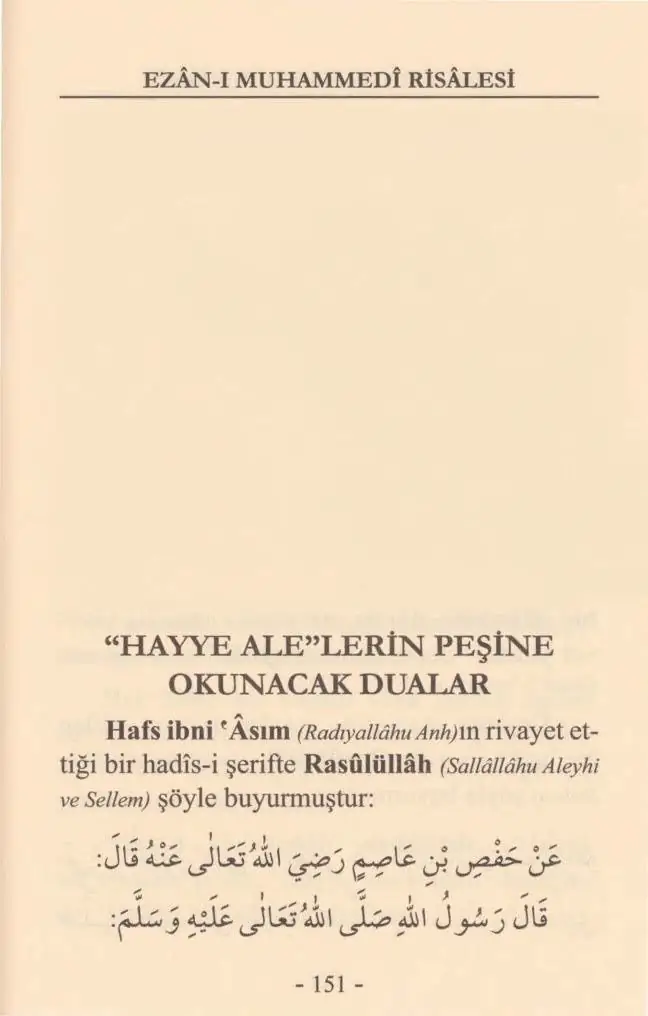 EZÂN-I MUHAMMEDÎ RİSÂLESİ
“HAYYE ALE”LERİN PEŞİNE
OKUNACAK DUALAR
Hafs ibni ‛Âsım (Radıyallâhu Anh)ın rivayet et-
tiği bir hadîs-i şerifte Rasûlüllâh (Sallâllâhu Aleyhi
ve Sellem) şöyle buyurmuştur:
عَنْ حَفْصِ بْنِ عَاصِمٍ رَضِيَ اللهُ تَعَالٰى عَنْهُ قَالَ:
قَالَ رَسُولُ اللهِ صَلَّى اللهُ تَعَالٰى عَلَيْهِ وَسَلَّمَ:
- 151 -